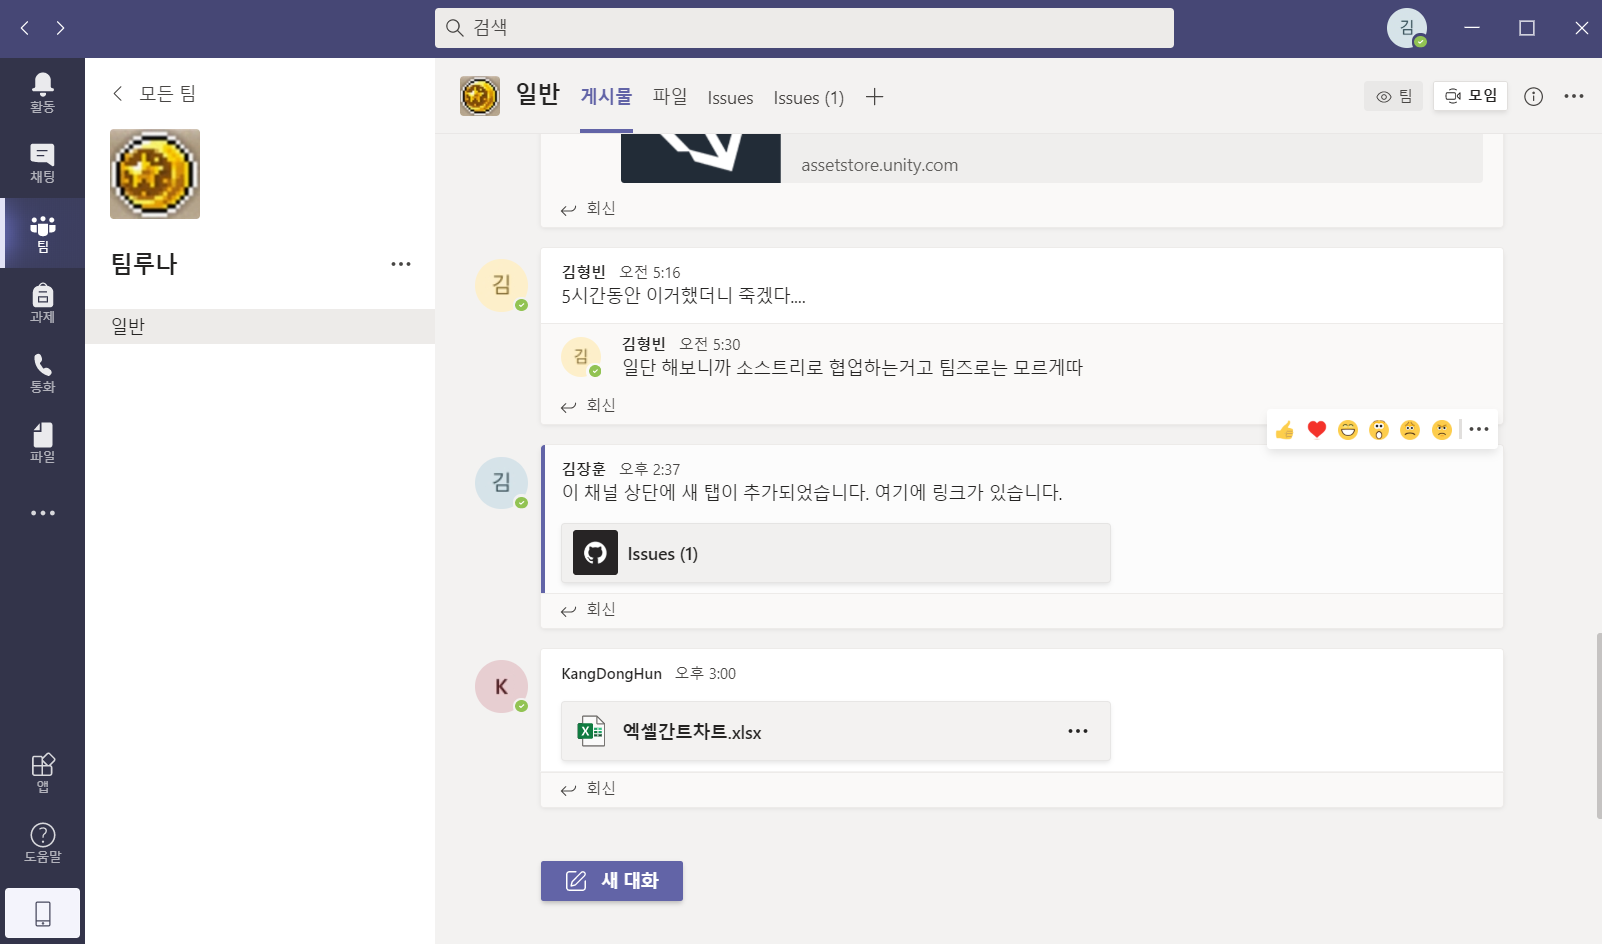 검색
김
활동
채팅
팀
과제
통화
파일
앱
도움말
모든 팀
팀루나
일반
일반
게시물
파일
Issues
Issues (1)
팀
모임
assetstore.unity.com
회신
김
김형빈 오전 5:16
5시간동안 이거했더니 죽겠다....
김
김형빈 오전 5:30
일단 해보니까 소스트리로 협업하는거고 팀즈로는 모르게따
회신
김
김장훈 오후 2:37
이 채널 상단에 새 탭이 추가되었습니다. 여기에 링크가 있습니다.
Issues (1)
회신
K
KangDongHun 오후 3:00
엑셀간트차트.xlsx
회신
새 대화